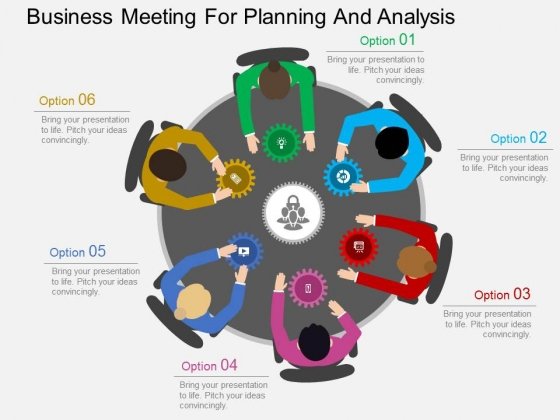 Business Meeting For Planning And Analysis
Option 01
Bring your presentation to
life. Pitch your ideas
convincingly.
Option 02
Bring your presentation
to life. Pitch your ideas
convincingly.
Option 03
Bring your presentation
to life. Pitch your ideas
convincingly.
Option 04
Bring your presentation
to life. Pitch your ideas
convincingly.
Option 05
Bring your presentation
to life. Pitch your ideas
convincingly.
Option 06
Bring your presentation
to life. Pitch your ideas
convincingly.